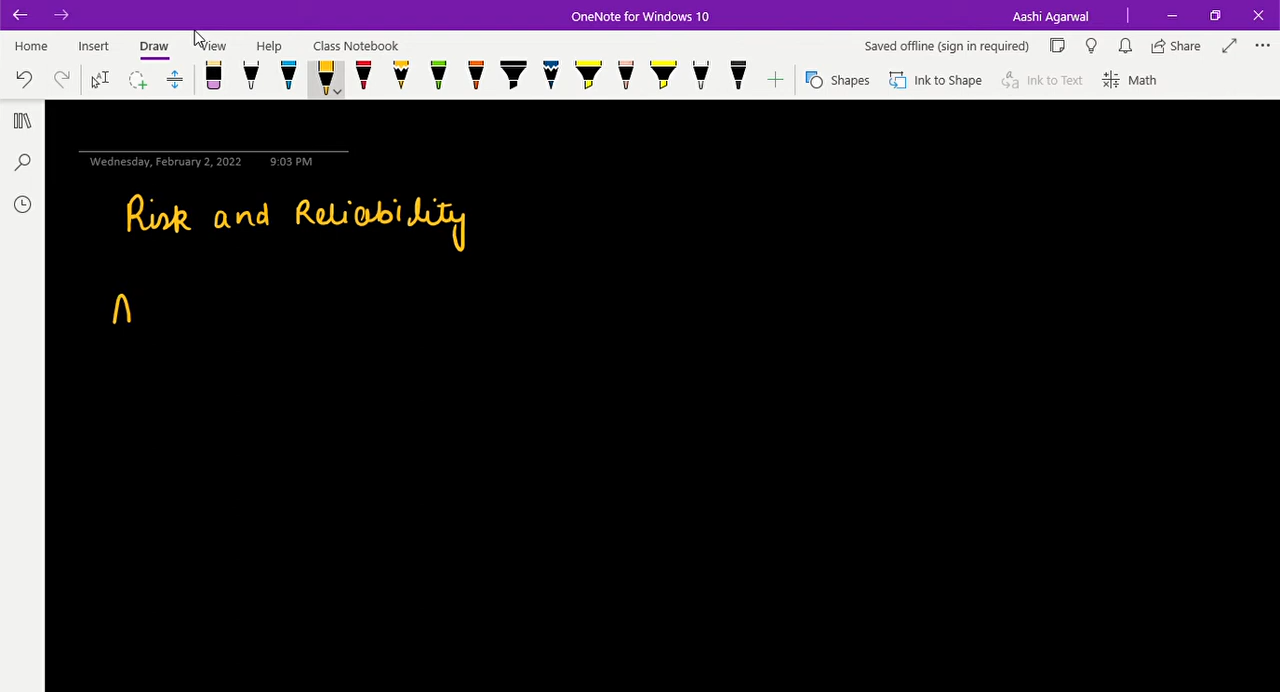 OneNote for Windows 10
Aashi Agarwal
Home Insert Draw View Help Class Notebook
Saved offline (sign in required)
Share
Shapes
Ink to Shape
Ink to Text
Math
Wednesday, February 2, 2022 9:03 PM
Risk and Reliability